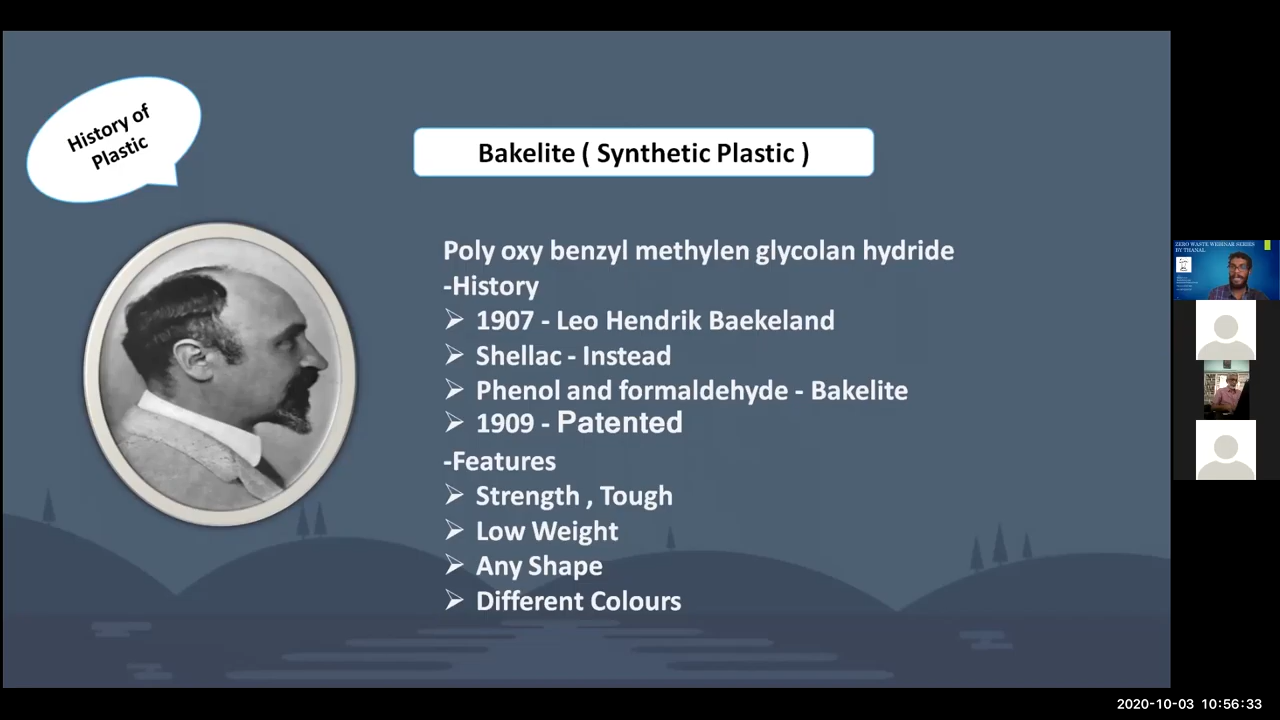 History of
Plastic
Bakelite ( Synthetic Plastic )
Poly oxy benzyl methylen glycolan hydride
-History
➢ 1907 - Leo Hendrik Baekeland
➢ Shellac - Instead
➢ Phenol and formaldehyde - Bakelite
➢ 1909 - Patented
-Features
➢ Strength , Tough
➢ Low Weight
➢ Any Shape
➢ Different Colours
ZERO WASTE WEBINAR SERIES
BY THANAL
2020-10-03 10:56:33